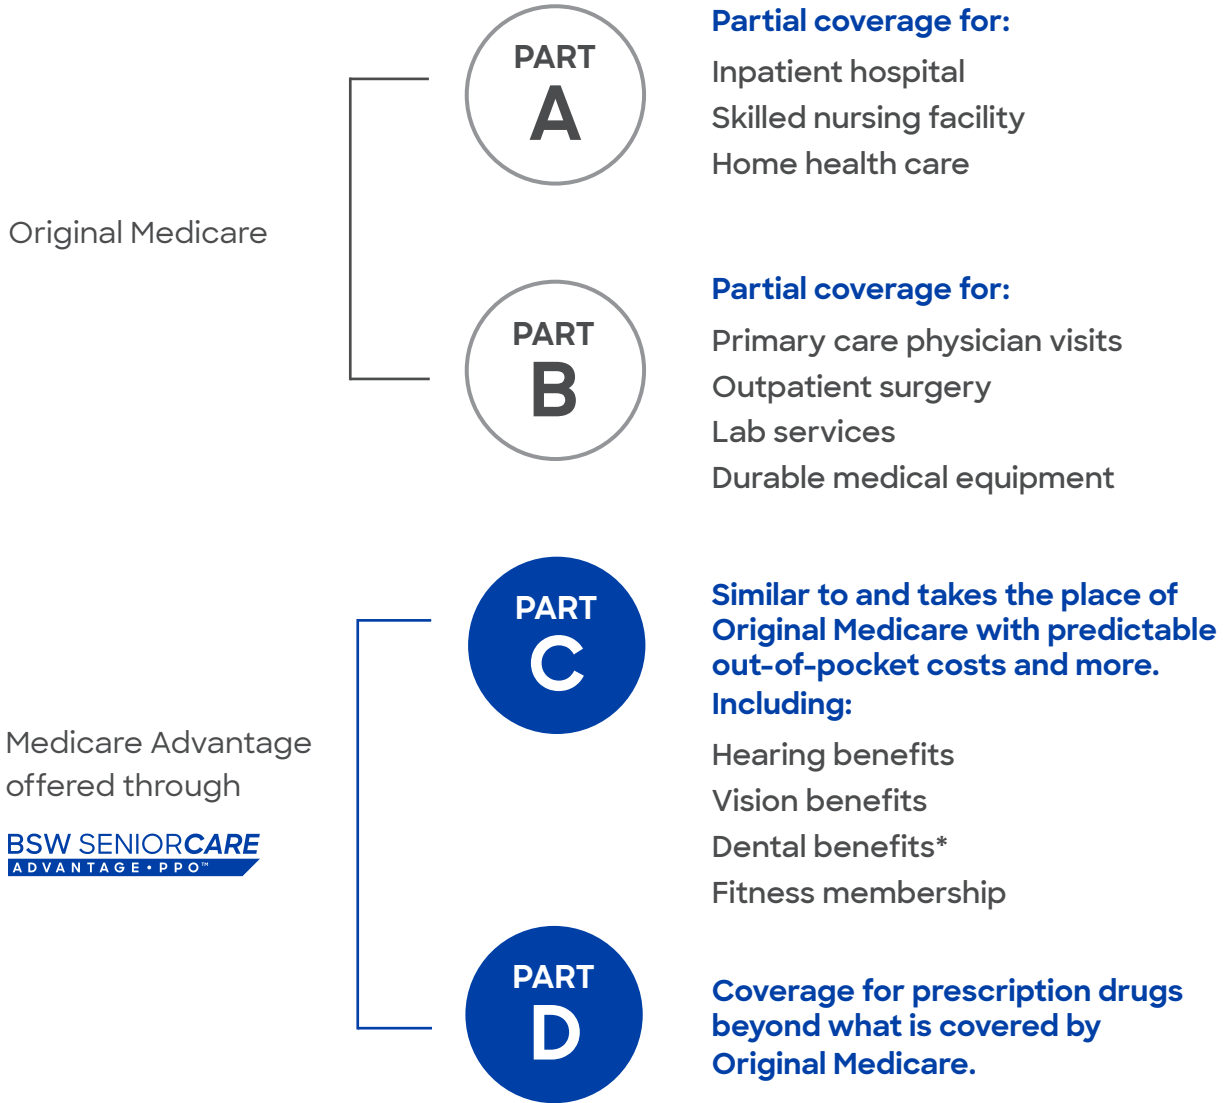 PART
A
Partial coverage for:
Inpatient hospital
Skilled nursing facility
Home health care
Original Medicare
PART
B
Partial coverage for:
Primary care physician visits
Outpatient surgery
Lab services
Durable medical equipment
PART
C
Similar to and takes the place of
Original Medicare with predictable
out-of-pocket costs and more.
Including:
Hearing benefits
Vision benefits
Dental benefits*
Fitness membership
Medicare Advantage
offered through
BSW SENIORCARE
ADVANTAGE • PPO™
PART
D
Coverage for prescription drugs
beyond what is covered by
Original Medicare.